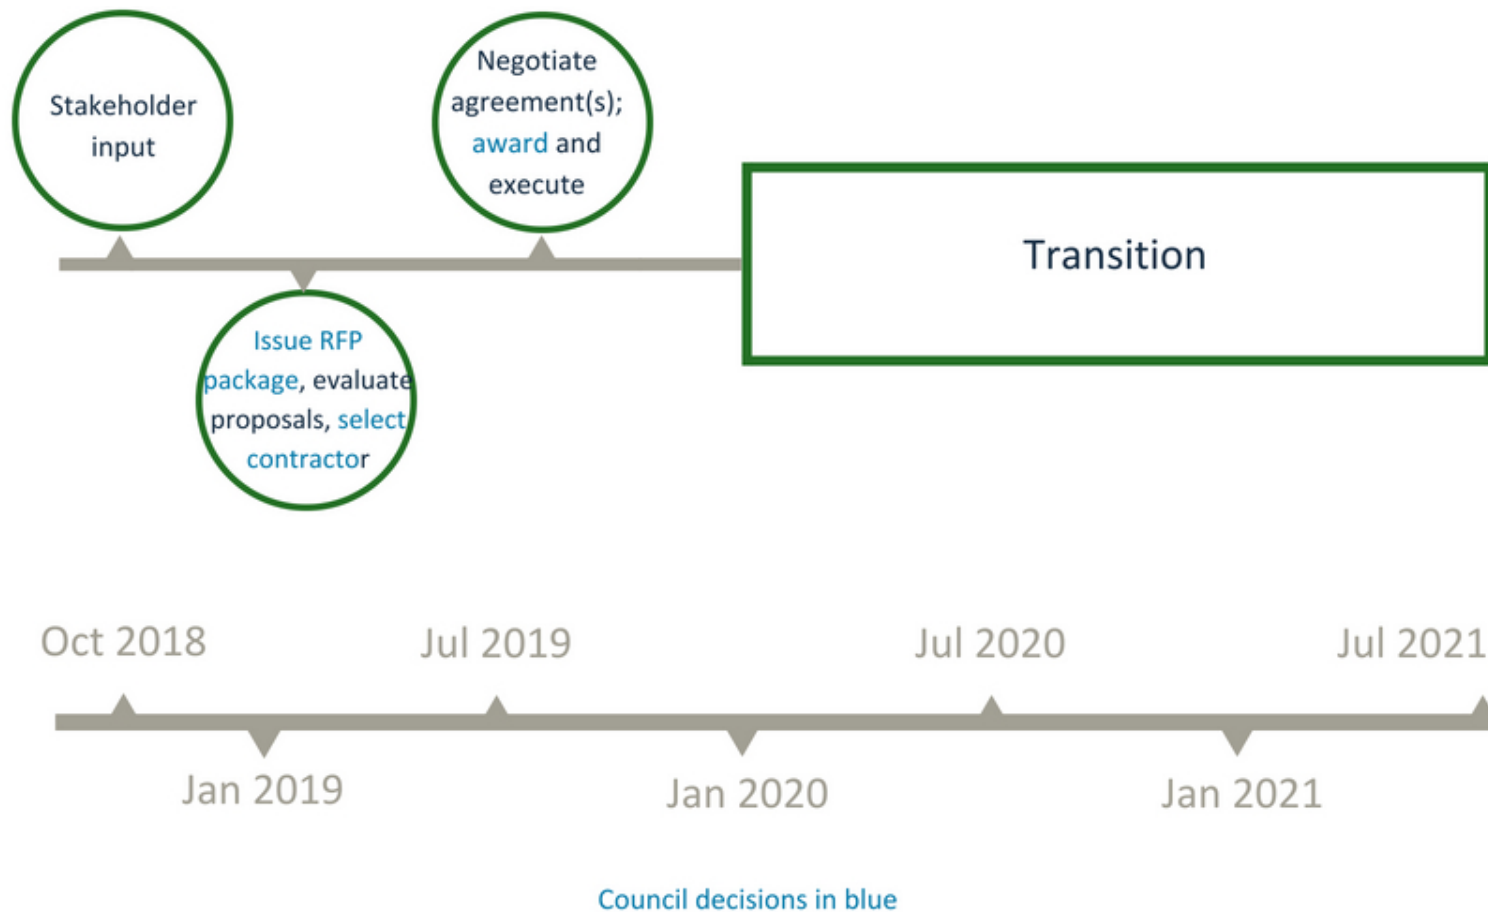 Stakeholder
input
Negotiate
agreement(s);
award and
execute
Transition
Issue RFP
package, evaluate
proposals, select
contractor
Oct 2018
Jul 2019
Jul 2020
Jul 2021
Jan 2019
Jan 2020
Jan 2021
Council decisions in blue